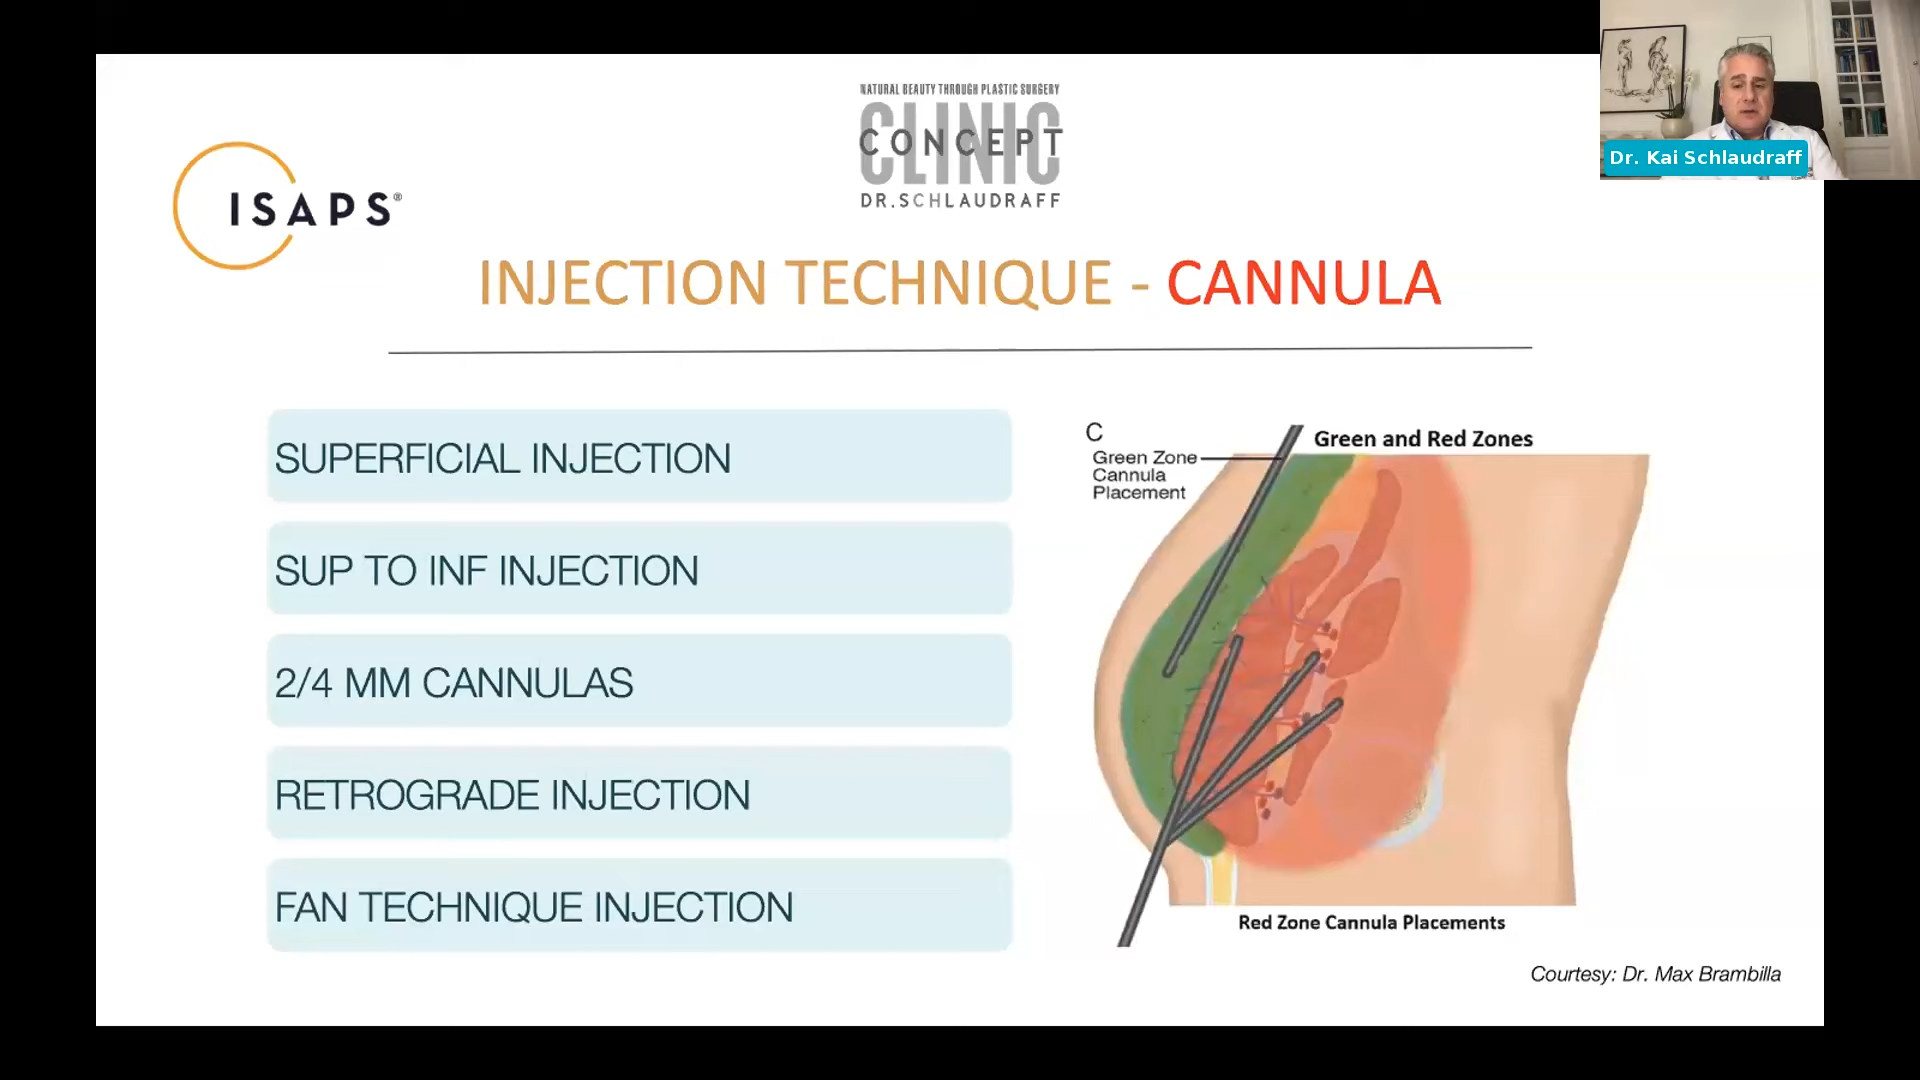 NATURAL BEAUTY THROUGH PLASTIC SURGERY
CLINIC
CONCEPT
DR.SCHLAUDRAFF
Dr. Kai Schlaudraff
ISAPS®
INJECTION TECHNIQUE - CANNULA
SUPERFICIAL INJECTION
SUP TO INF INJECTION
2/4 MM CANNULAS
RETROGRADE INJECTION
FAN TECHNIQUE INJECTION
C
Green and Red Zones
Green Zone
Cannula
Placement
Red Zone Cannula Placements
Courtesy: Dr. Max Brambilla